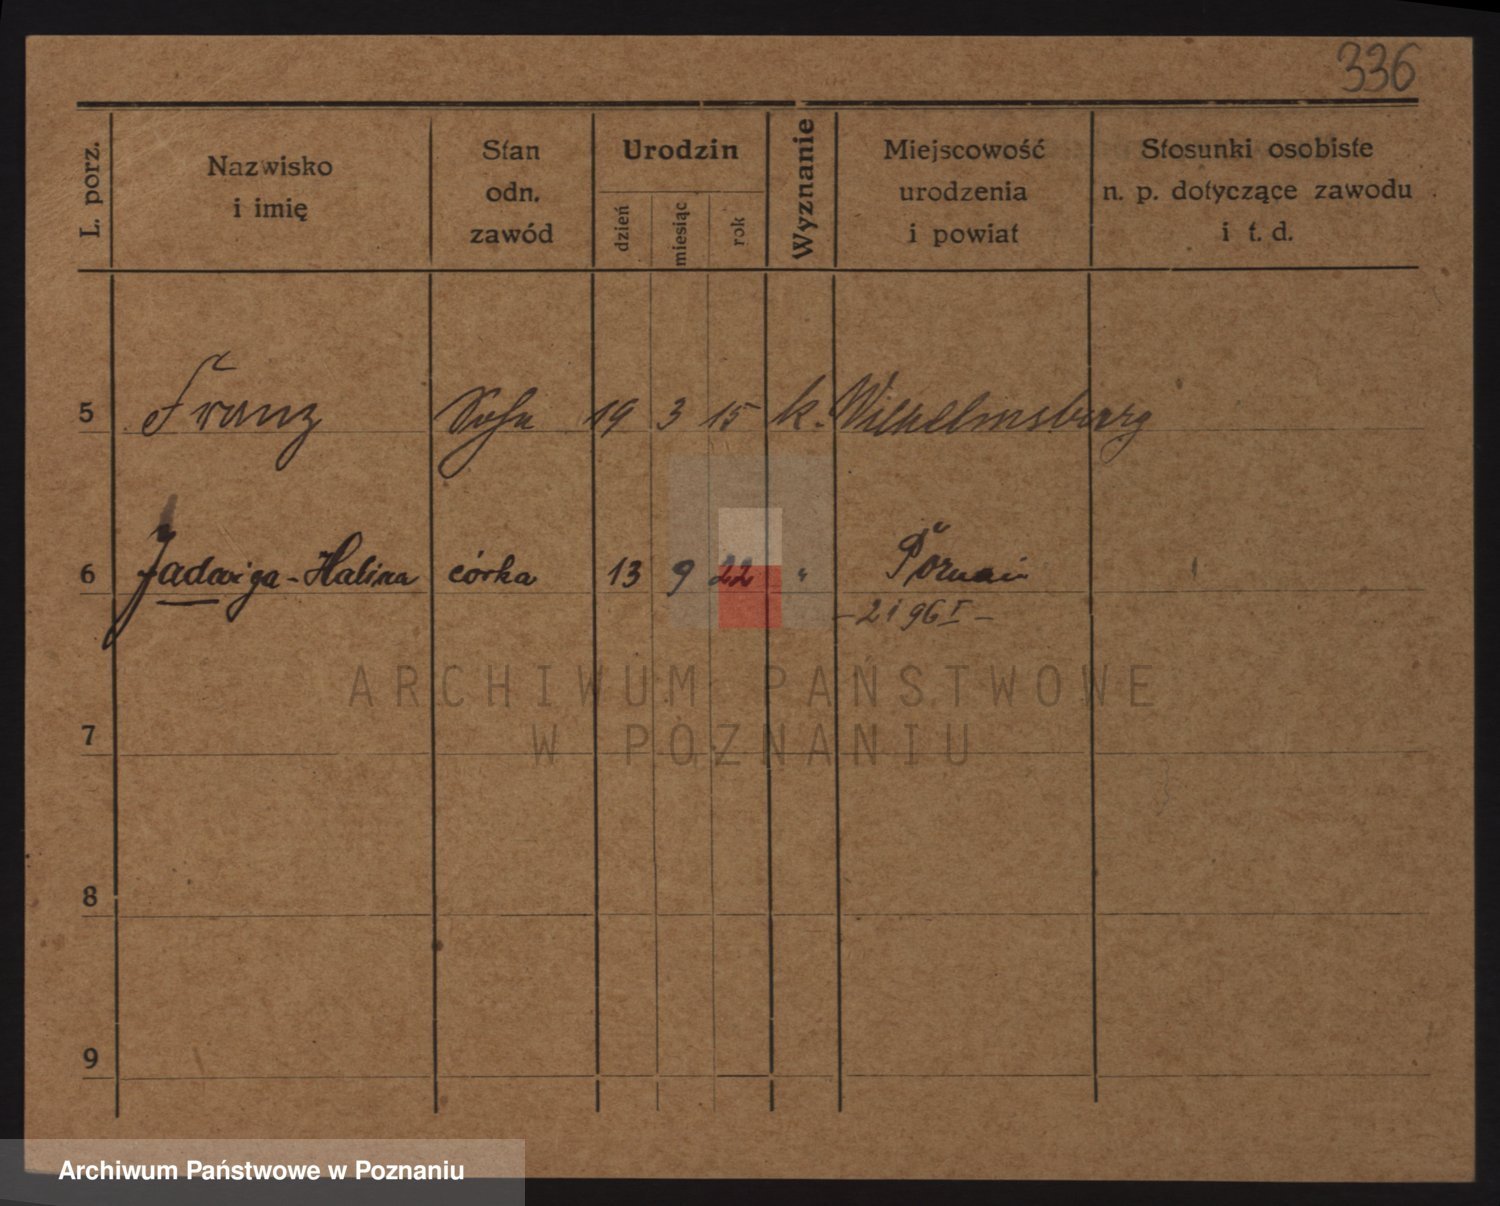 336
L. porz.
Nazwisko
i imię
Stan
odn.
zawód
Urodzin
dzień
miesiąc
rok
Wyznanie
Miejscowość
urodzenia
i powiat
Stosunki osobiste
n. p. dotyczące zawodu
i t. d.
5 Franz Sohn 19 3 15 k. Wilhelmsburg
6 Jadwiga-Halina córka 13 9 22 " Poznań
-2196 I-
ARCHIWUM PAŃSTWOWE
W POZNANIU
7
8
9
Archiwum Państwowe w Poznaniu